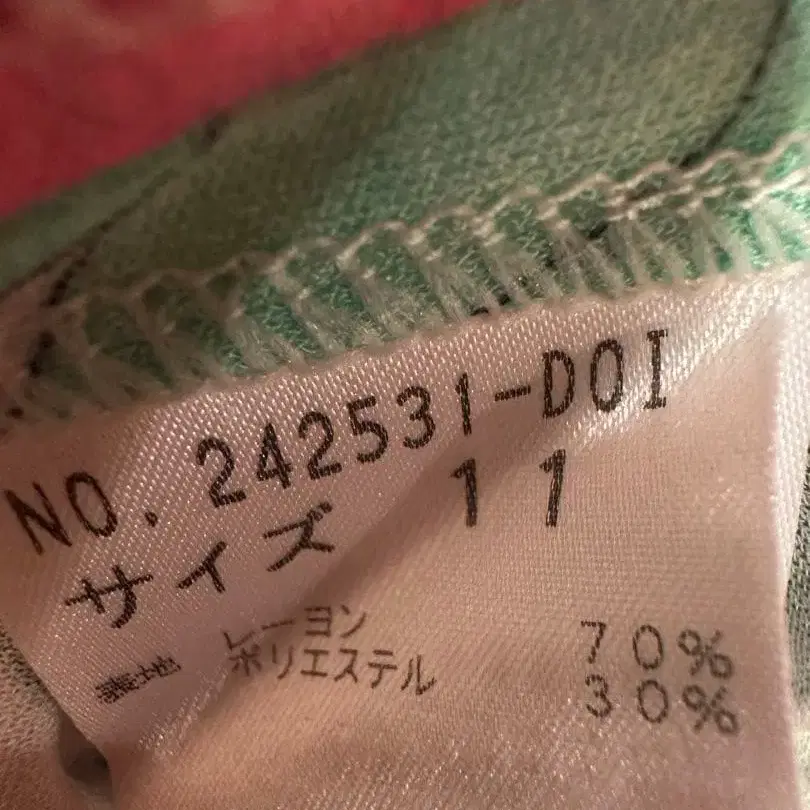 NO. 242531-DOI
サイズ 11
表地 レーヨン 70%
ポリエステル 30%